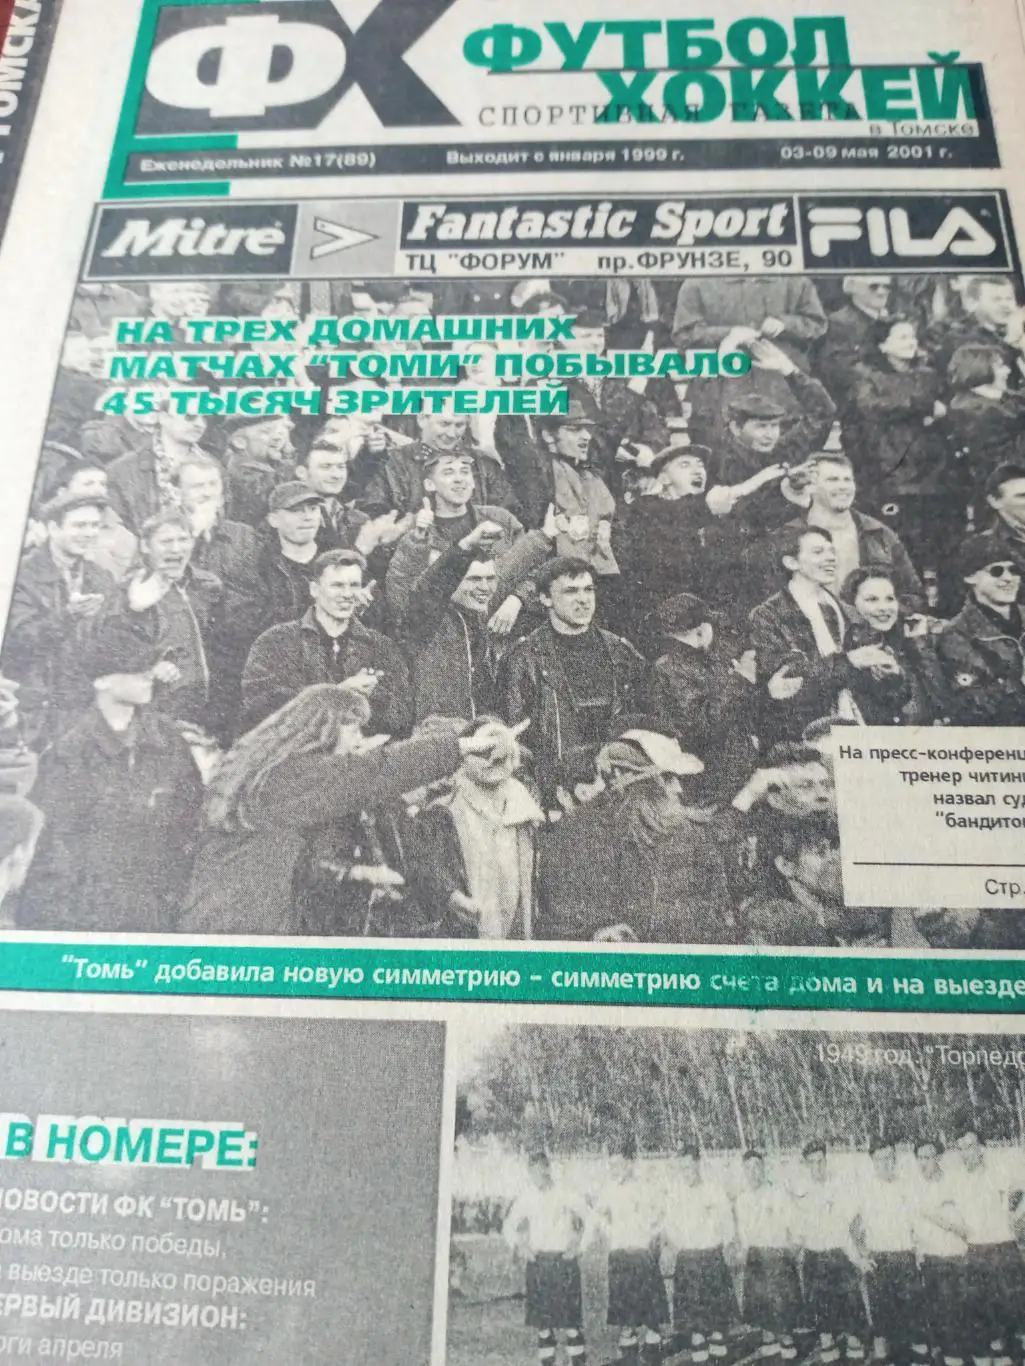 ТОМСКА
ФХ ФУТБОЛ
ХОККЕЙ
СПОРТИВНАЯ ГАЗЕТА
в Томске
Еженедельник №17(89) Выходит с января 1999 г. 03-09 мая 2001 г.
Mitre Fantastic Sport FILA
ТЦ "ФОРУМ" пр.ФРУНЗЕ, 90
НА ТРЕХ ДОМАШНИХ
МАТЧАХ "ТОМИ" ПОБЫВАЛО
45 ТЫСЯЧ ЗРИТЕЛЕЙ
На пресс-конференц
тренер читин
назвал суд
"бандито
Стр.
"Томь" добавила новую симметрию - симметрию счета дома и на выезде
В НОМЕРЕ:
НОВОСТИ ФК "ТОМЬ":
ома только победы,
выезде только поражения
ЕРВЫЙ ДИВИЗИОН:
оги апреля
1949 год. "Торпедо